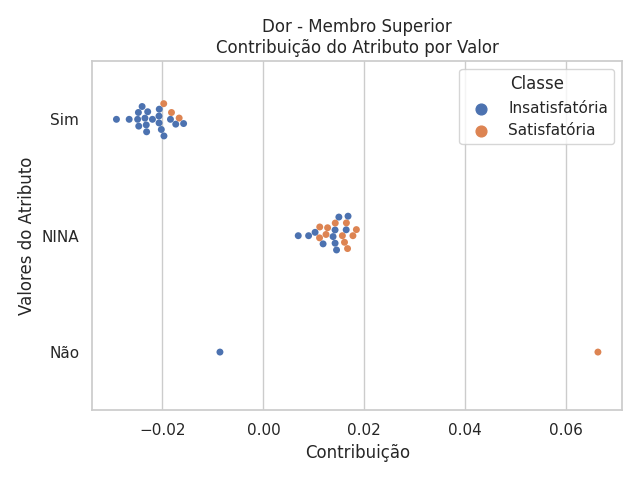 Dor - Membro Superior
Contribuição do Atributo por Valor
Classe
Insatisfatória
Satisfatória
Valores do Atributo
Sim
NINA
Não
−0.02
0.00
0.02
0.04
0.06
Contribuição